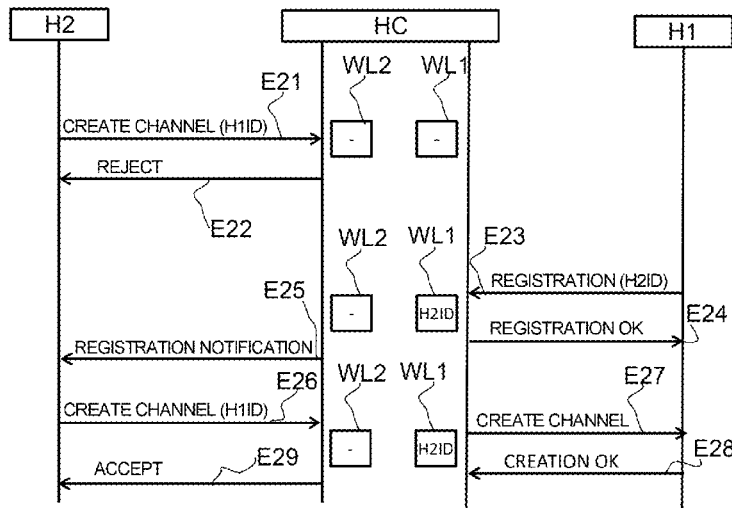 H2 HC H1
WL2 WL1
E21
CREATE CHANNEL (H1ID)
- -
REJECT
E22
WL2 WL1 E23
REGISTRATION (H2ID)
E25
- H2ID
E24
REGISTRATION OK
REGISTRATION NOTIFICATION
E26 WL2 WL1 E27
CREATE CHANNEL (H1ID)
CREATE CHANNEL
- H2ID
E29
ACCEPT
CREATION OK
E28